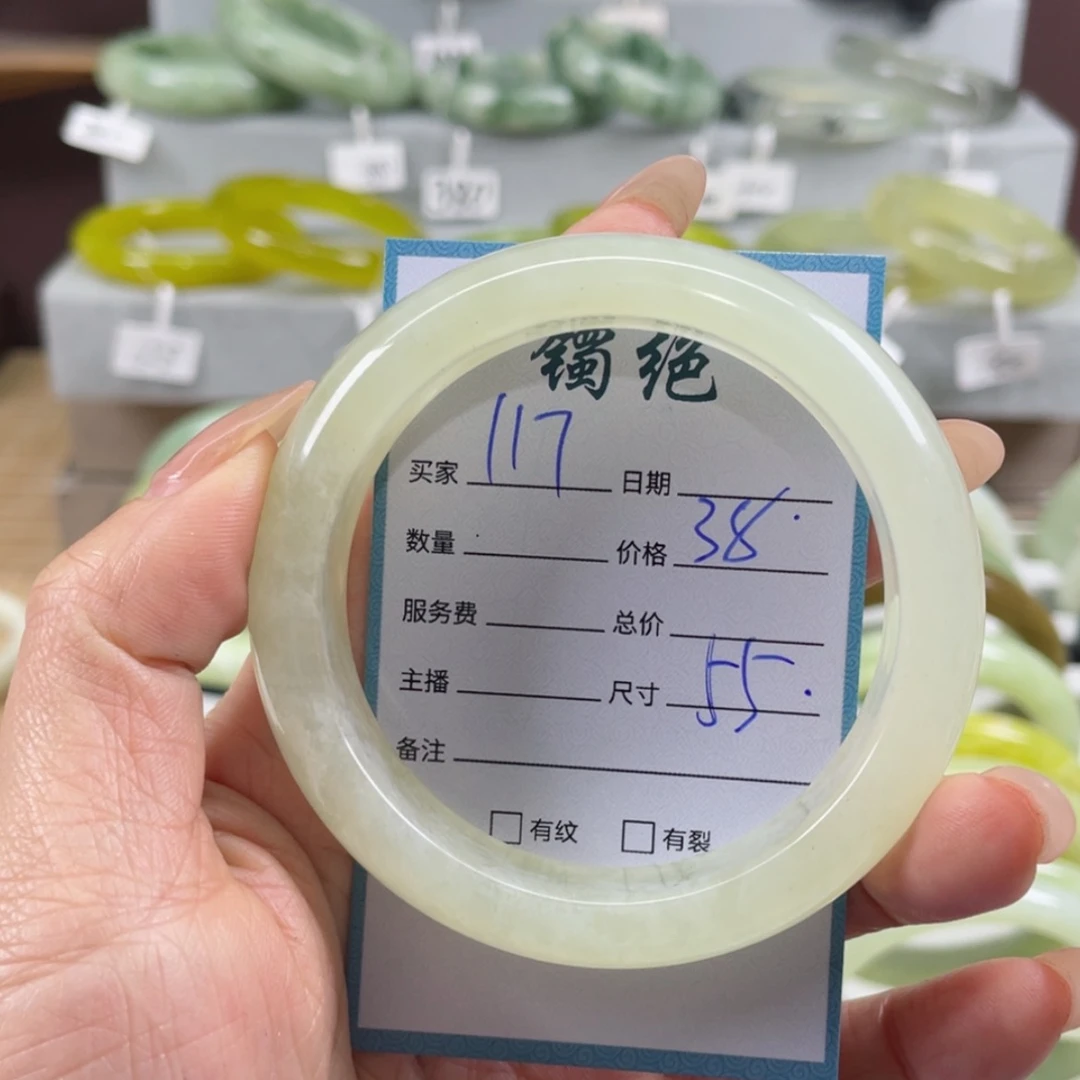 镯绝
买家 117 日期
数量 价格 38.
服务费 总价
主播 尺寸 55.
备注
有纹 有裂